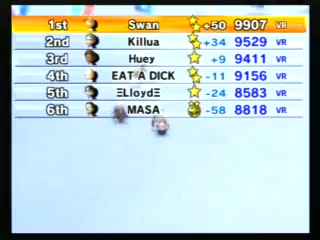 1st Swan +50 9907 VR
2nd Killua +34 9529 VR
3rd Huey +9 9411 VR
4th EAT A DICK -11 9156 VR
5th ΞLloydΞ -24 8583 VR
6th MASA -58 8818 VR